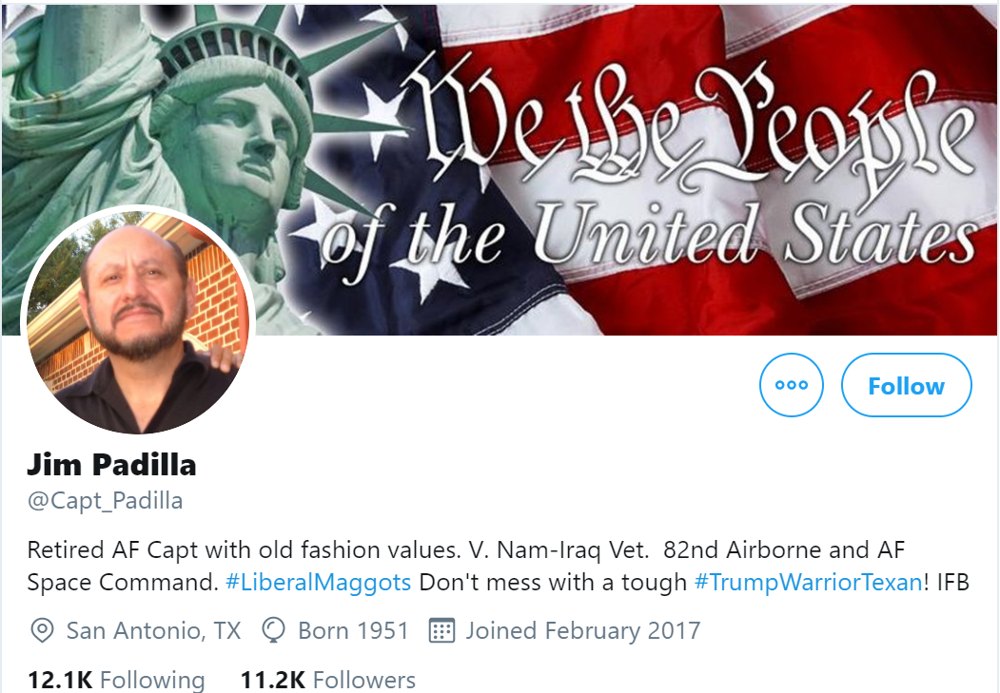 We the People
of the United States
Follow
Jim Padilla
@Capt_Padilla
Retired AF Capt with old fashion values. V. Nam-Iraq Vet.  82nd Airborne and AF
Space Command. #LiberalMaggots Don't mess with a tough #TrumpWarriorTexan! IFB
San Antonio, TX Born 1951 Joined February 2017
12.1K Following 11.2K Followers